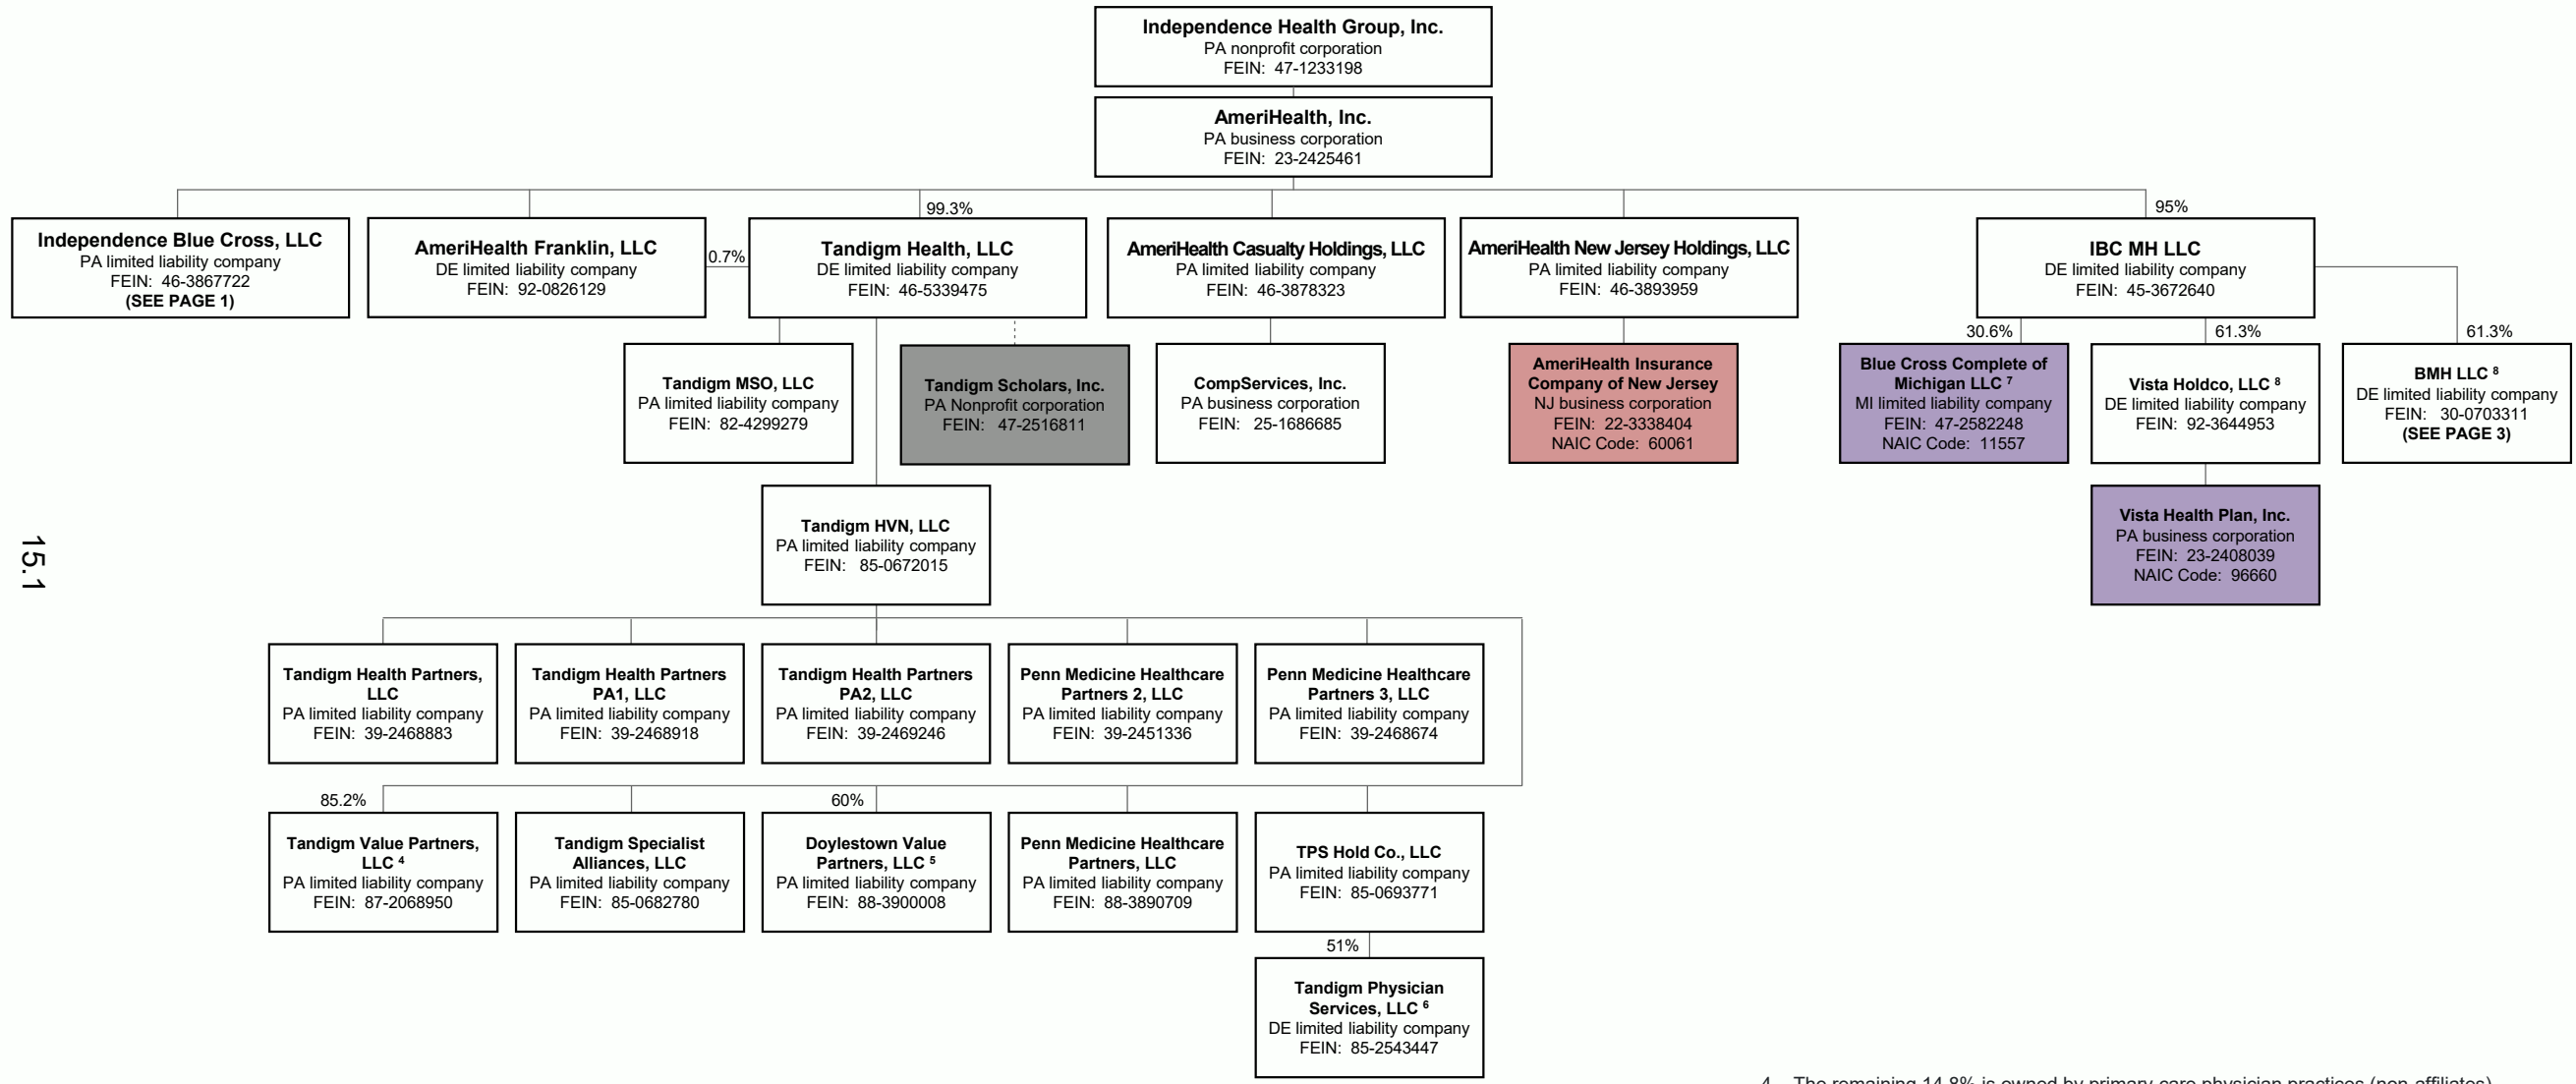 Independence Health Group, Inc.
PA nonprofit corporation
FEIN: 47-1233198
AmeriHealth, Inc.
PA business corporation
FEIN: 23-2425461
99.3%
95%
Independence Blue Cross, LLC
PA limited liability company
FEIN: 46-3867722
(SEE PAGE 1)
AmeriHealth Franklin, LLC
DE limited liability company
FEIN: 92-0826129
0.7%
Tandigm Health, LLC
DE limited liability company
FEIN: 46-5339475
AmeriHealth Casualty Holdings, LLC
PA limited liability company
FEIN: 46-3878323
AmeriHealth New Jersey Holdings, LLC
PA limited liability company
FEIN: 46-3893959
IBC MH LLC
DE limited liability company
FEIN: 45-3672640
30.6%
61.3%
61.3%
Tandigm MSO, LLC
PA limited liability company
FEIN: 82-4299279
Tandigm Scholars, Inc.
PA Nonprofit corporation
FEIN: 47-2516811
CompServices, Inc.
PA business corporation
FEIN: 25-1686685
AmeriHealth Insurance
Company of New Jersey
NJ business corporation
FEIN: 22-3338404
NAIC Code: 60061
Blue Cross Complete of
Michigan LLC 7
MI limited liability company
FEIN: 47-2582248
NAIC Code: 11557
Vista Holdco, LLC 8
DE limited liability company
FEIN: 92-3644953
BMH LLC 8
DE limited liability company
FEIN: 30-0703311
(SEE PAGE 3)
Tandigm HVN, LLC
PA limited liability company
FEIN: 85-0672015
Vista Health Plan, Inc.
PA business corporation
FEIN: 23-2408039
NAIC Code: 96660
15.1
Tandigm Health Partners,
LLC
PA limited liability company
FEIN: 39-2468883
Tandigm Health Partners
PA1, LLC
PA limited liability company
FEIN: 39-2468918
Tandigm Health Partners
PA2, LLC
PA limited liability company
FEIN: 39-2469246
Penn Medicine Healthcare
Partners 2, LLC
PA limited liability company
FEIN: 39-2451336
Penn Medicine Healthcare
Partners 3, LLC
PA limited liability company
FEIN: 39-2468674
85.2%
60%
Tandigm Value Partners,
LLC 4
PA limited liability company
FEIN: 87-2068950
Tandigm Specialist
Alliances, LLC
PA limited liability company
FEIN: 85-0682780
Doylestown Value
Partners, LLC 5
PA limited liability company
FEIN: 88-3900008
Penn Medicine Healthcare
Partners, LLC
PA limited liability company
FEIN: 88-3890709
TPS Hold Co., LLC
PA limited liability company
FEIN: 85-0693771
51%
Tandigm Physician
Services, LLC 6
DE limited liability company
FEIN: 85-2543447
4 The remaining 14.8% is owned by primary care physician practices (non-affiliates)